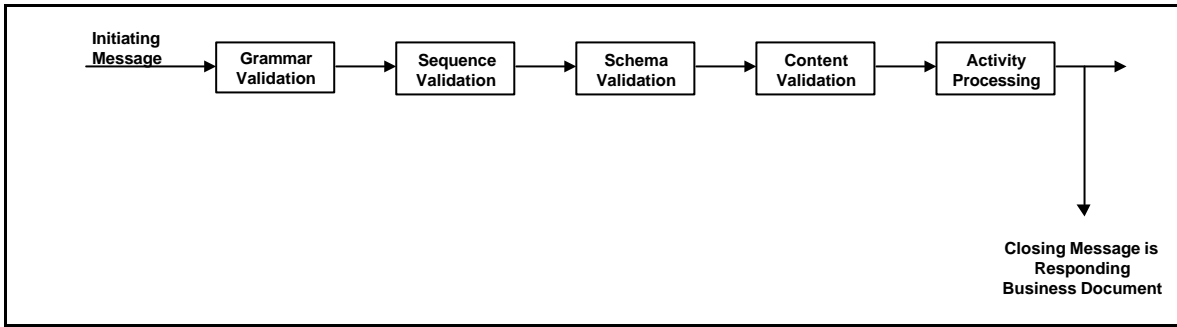 Initiating
Message
Grammar
Validation
Sequence
Validation
Schema
Validation
Content
Validation
Activity
Processing
Closing Message is
Responding
Business Document